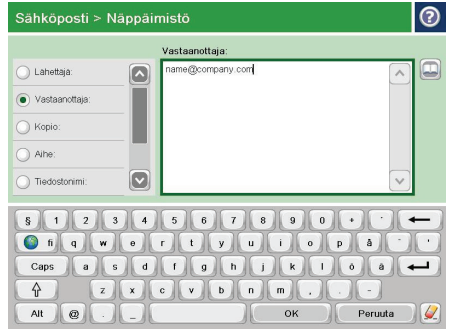 Sähköposti > Näppäimistö
Vastaanottaja:
Lähettäjä:
name@company.com
Vastaanottaja:
Kopio:
Aihe:
Tiedostonimi:
§ 1 2 3 4 5 6 7 8 9 0 + ´
fi q w e r t y u i o p å ¨ '
Caps a s d f g h j k l ö ä
z x c v b n m , . -
Alt @ . _ OK Peruuta